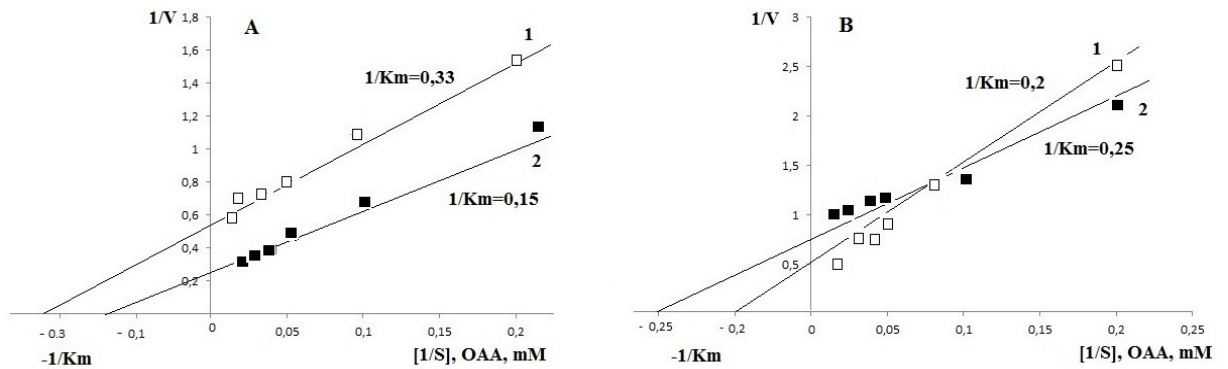 1/V
A
1,8
1,6
1,4
1,2
1
0,8
0,6
0,4
0,2
1
1/Km=0,33
2
1/Km=0,15
- 0.3
- 0,1
0
0,05
0,1
0,15
0,2
-1/Km
[1/S], OAA, mM
1/V
B
3
2,5
2
1,5
1
0,5
1
1/Km=0,2
2
1/Km=0,25
- 0,25
- 0,2
0
0,05
0,1
0,15
0,2
0,25
-1/Km
[1/S], OAA, mM